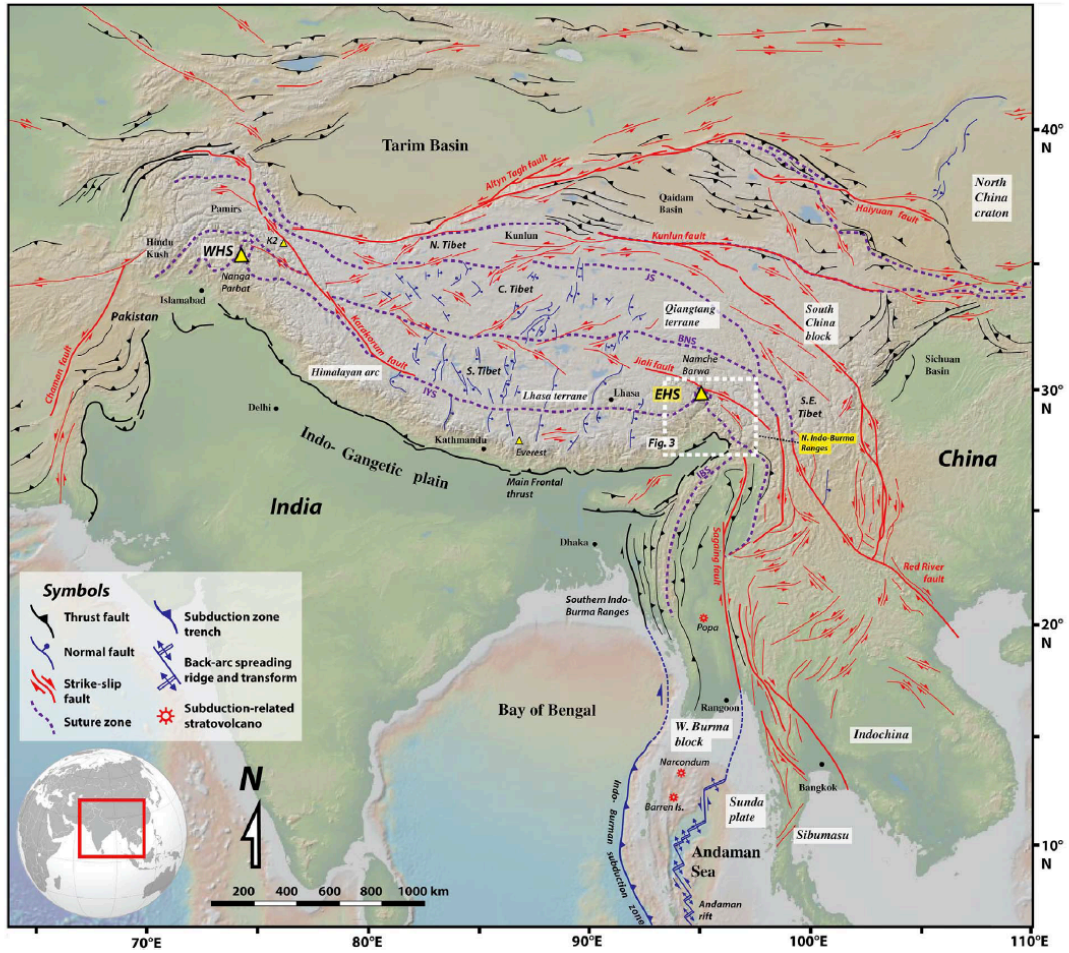 40°
N
Tarim Basin
Altyn Tagh fault
Qaidam
Basin
North
China
craton
Haiyuan fault
Pamirs
Hindu
Kush
WHS
K2
Nanga
Parbat
N. Tibet
Kunlun
Kunlun fault
JS
C. Tibet
Islamabad
Pakistan
Chaman fault
Karakorum fault
Qiangtang
terrane
South
China
block
BNS
Sichuan
Basin
Himalayan arc
S. Tibet
Jiali fault
Namche
Barwa
30°
N
IYS
Lhasa terrane
Lhasa
EHS
S.E.
Tibet
Delhi
Kathmandu
Everest
Fig. 3
N. Indo-Burma
Ranges
China
Indo- Gangetic plain
Main Frontal
thrust
IBS
India
Dhaka
Sagaing fault
Red River
fault
Symbols
Thrust fault
Normal fault
Strike-slip
fault
Suture zone
Subduction zone
trench
Back-arc spreading
ridge and transform
Subduction-related
stratovolcano
Southern Indo-
Burma Ranges
Popa
20°
N
Bay of Bengal
Rangoon
W. Burma
block
Indochina
Narcondum
Bangkok
Barren Is.
Sunda
plate
Sibumasu
Indo- Burman subduction zone
Andaman
Sea
10°
N
Andaman
rift
N
200 400 600 800 1000 km
70°E 80°E 90°E 100°E 110°E